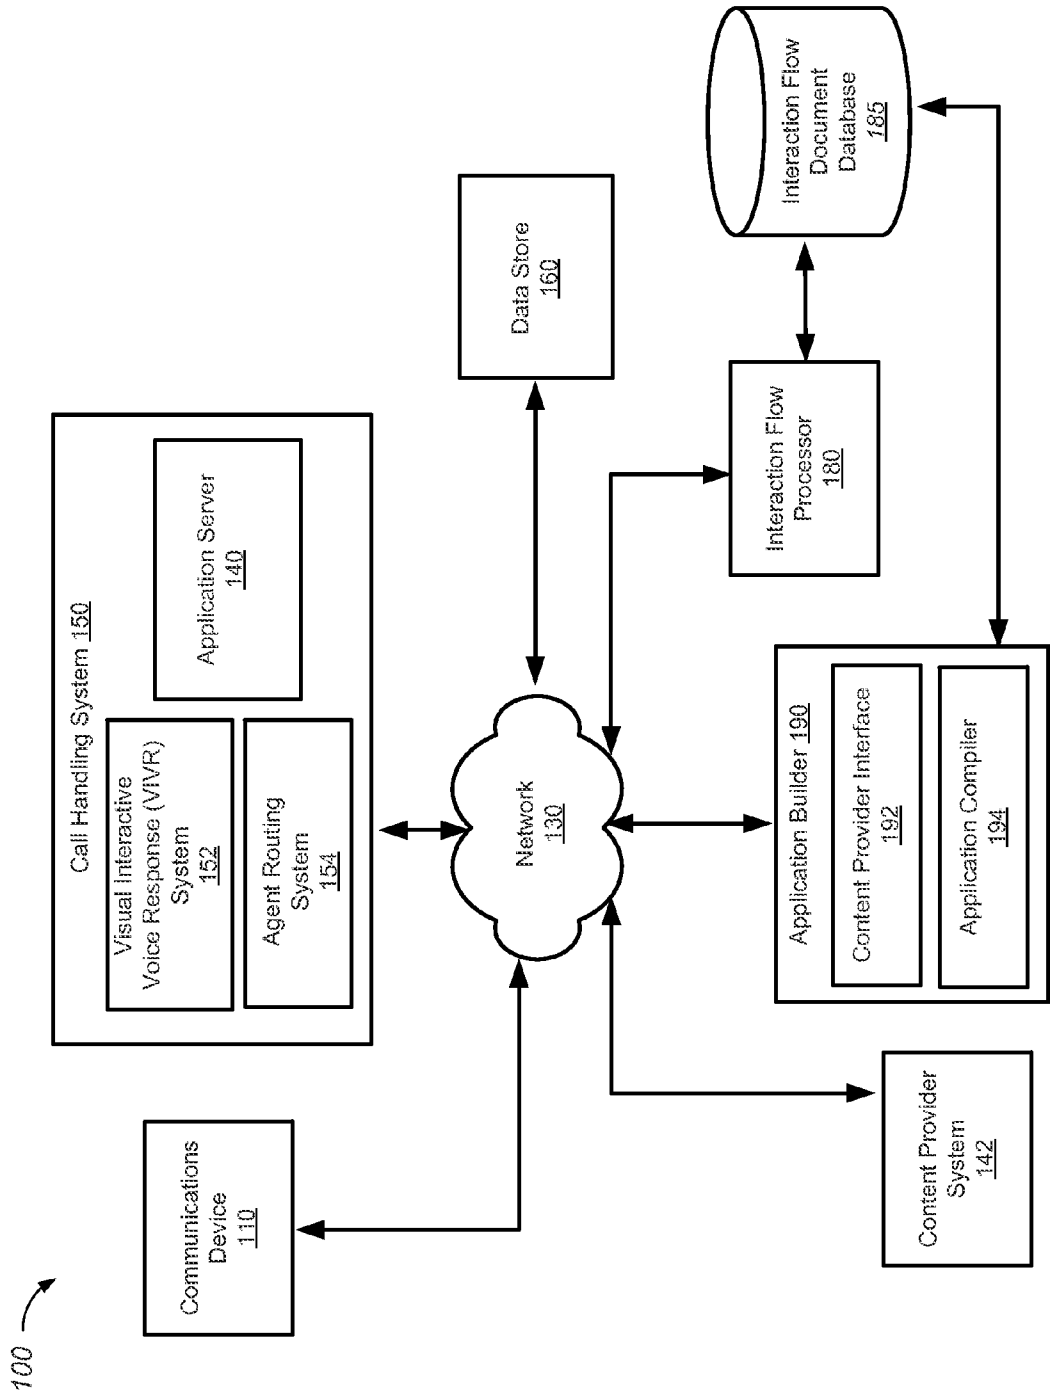 100
Communications
Device
110
Call Handling System 150
Visual Interactive
Voice Response (VIVR)
System
152
Agent Routing
System
154
Application Server
140
Network
130
Data Store
160
Content Provider
System
142
Application Builder 190
Content Provider Interface
192
Application Compiler
194
Interaction Flow
Processor
180
Interaction Flow
Document
Database
185